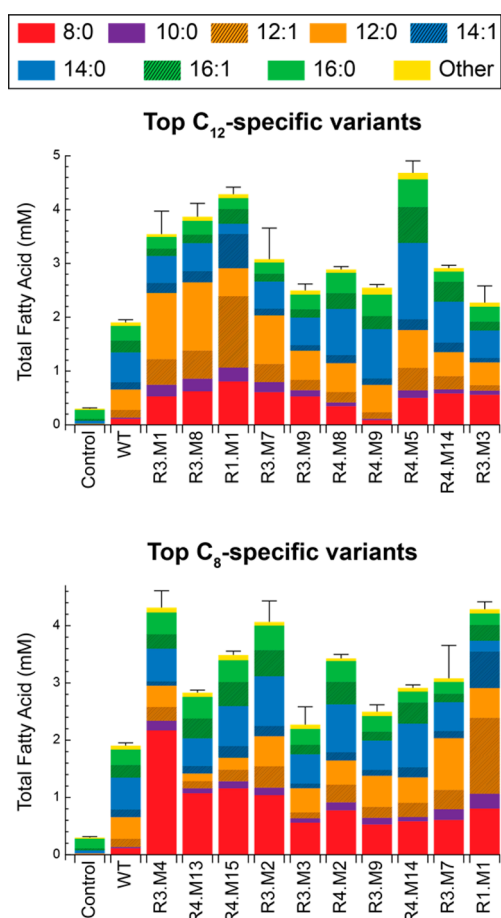 8:0 10:0 12:1 12:0 14:1
14:0 16:1 16:0 Other
Top C12-specific variants
Total Fatty Acid (mM)
5
4
3
2
1
0
Control WT R3.M1 R3.M8 R1.M1 R3.M7 R3.M9 R4.M8 R4.M9 R4.M5 R4.M14 R3.M3
Top C8-specific variants
Total Fatty Acid (mM)
4
2
1
0
Control WT R3.M4 R4.M13 R4.M15 R3.M2 R3.M3 R4.M2 R3.M9 R4.M14 R3.M7 R1.M1